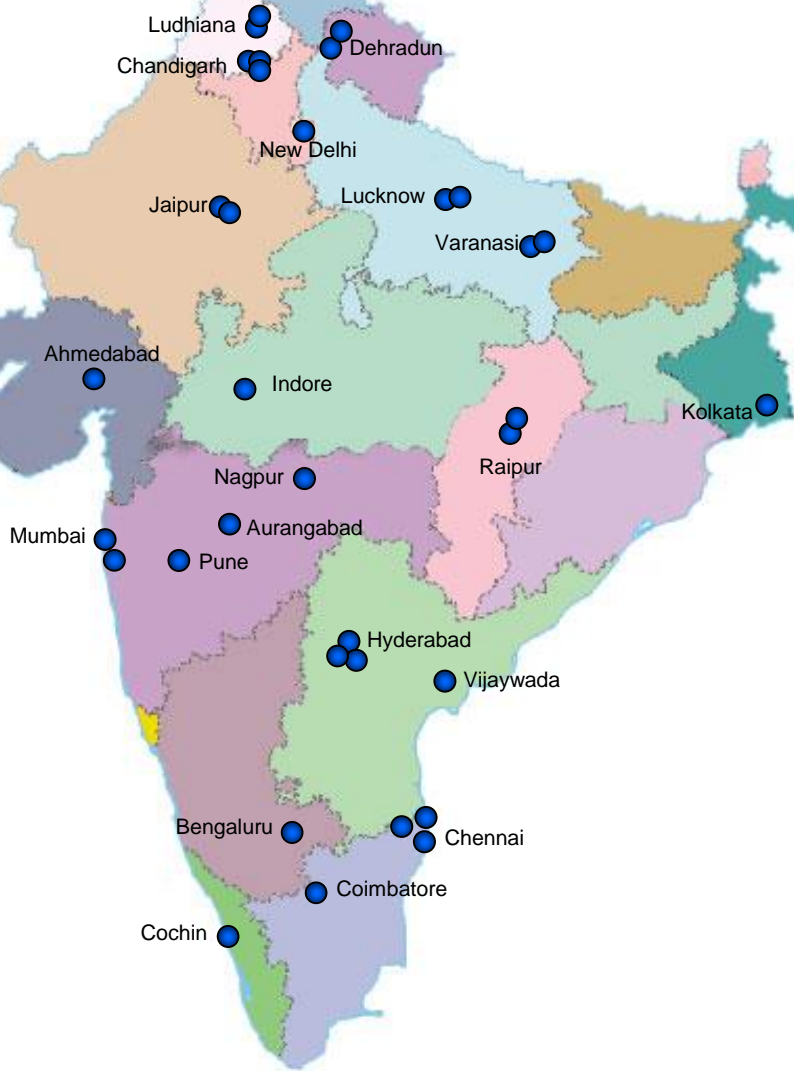 Ludhiana
Dehradun
Chandigarh
New Delhi
Lucknow
Jaipur
Varanasi
Ahmedabad
Indore
Kolkata
Raipur
Nagpur
Aurangabad
Mumbai
Pune
Hyderabad
Vijaywada
Bengaluru
Chennai
Coimbatore
Cochin